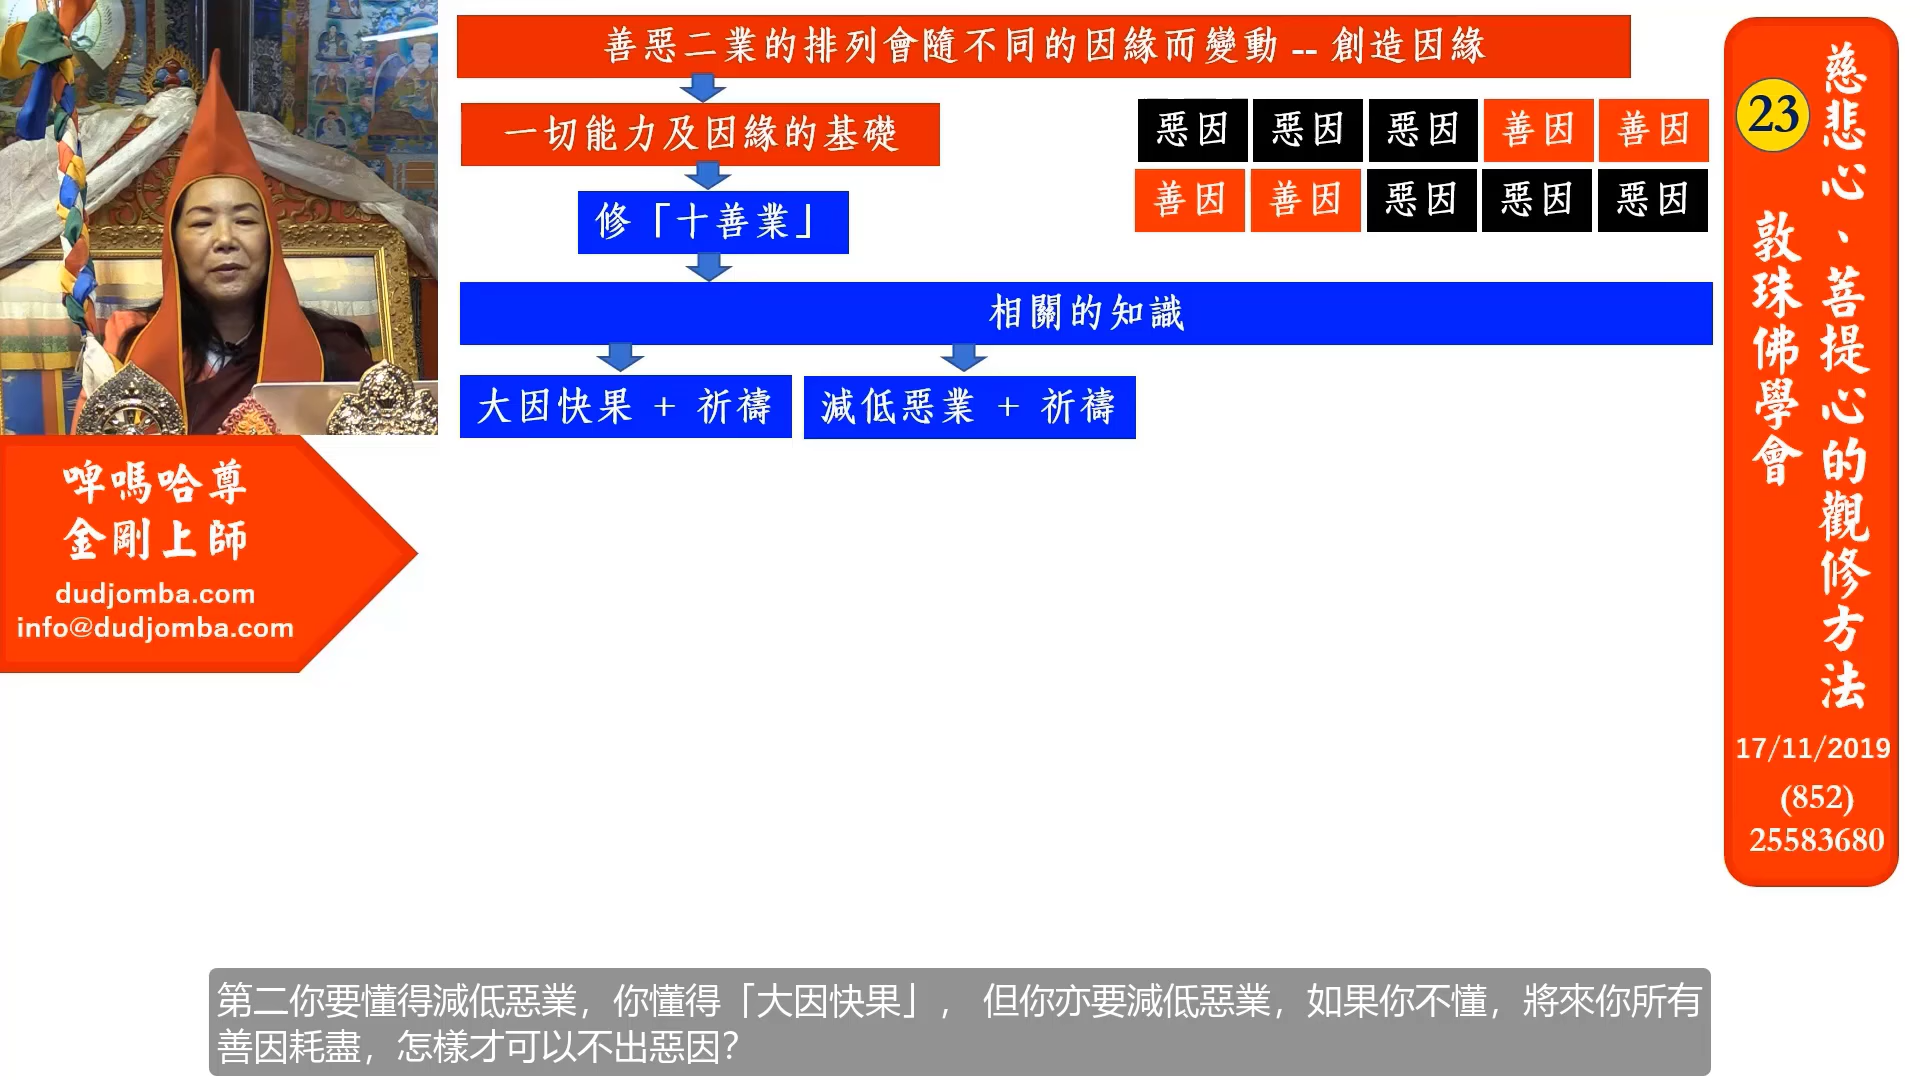 善惡二業的排列會隨不同的因緣而變動 -- 創造因緣
一切能力及因緣的基礎
修「十善業」
惡因 惡因 惡因 善因 善因
善因 善因 惡因 惡因 惡因
相關的知識
大因快果 + 祈禱
減低惡業 + 祈禱
啤嗎哈尊
金剛上師
dudjomba.com
info@dudjomba.com
23
慈悲心、菩提心的觀修方法
敦珠佛學會
17/11/2019
(852)
25583680
第二你要懂得減低惡業，你懂得「大因快果」， 但你亦要減低惡業，如果你不懂，將來你所有
善因耗盡，怎樣才可以不出惡因？